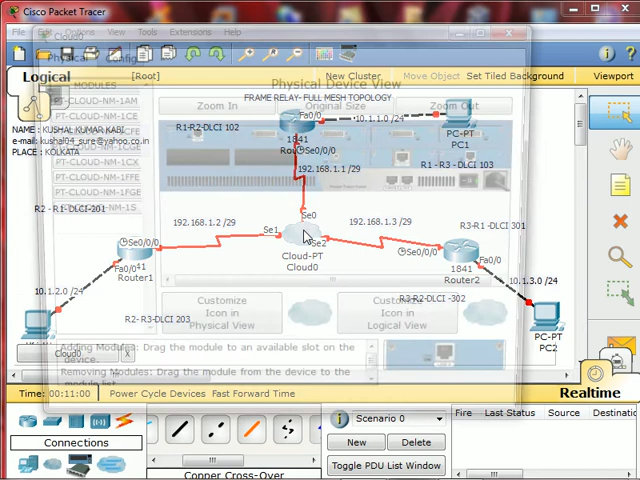 Cisco Packet Tracer
Cloud0
File Edit Options View Tools Extensions Help
Physical Config
Logical [Root] New Cluster Move Object Set Tiled Background Viewport
Physical Device View
MODULES
Zoom In Original Size Zoom Out
PT-CLOUD-NM-1AM
PT-CLOUD-NM-1CE
PT-CLOUD-NM-1CX
PT-CLOUD-NM-1FFE
PT-CLOUD-NM-1FGE
PT-CLOUD-NM-1S
FRAME RELAY- FULL MESH TOPOLOGY
NAME : KUSHAL KUMAR KABI
e-mail: kushal04_sure@yahoo.co.in
PLACE : KOLKATA
R1-R2-DLCI 102
Fa0/0
10.1.1.0 /24
PC-PT
PC1
1841
Se0/0/0
192.168.1.1 /29
R1 - R3 - DLCI 103
R2 - R1-DLCI-201
192.168.1.2 /29
Se0
192.168.1.3 /29
R3-R1 -DLCI 301
Se1
Se2
Se0/0/0
Se0/0/0
Fa0/0
Cloud-PT
Cloud0
Fa0/0
Router1
1841
Router2
10.1.2.0 /24
10.1.3.0 /24
R3-R2-DLCI -302
Customize
Icon in
Physical View
Customize
Icon in
Logical View
R2- R3-DLCI 203
PC-PT
PC2
Cloud0 X
Adding Modules: Drag the module to an available slot on the
device.
Removing Modules: Drag the module from the device to the
module list.
Time: 00:11:00 Power Cycle Devices Fast Forward Time Realtime
Scenario 0
Fire Last Status Source Destinatio
Connections
New Delete
Toggle PDU List Window
Copper Cross-Over